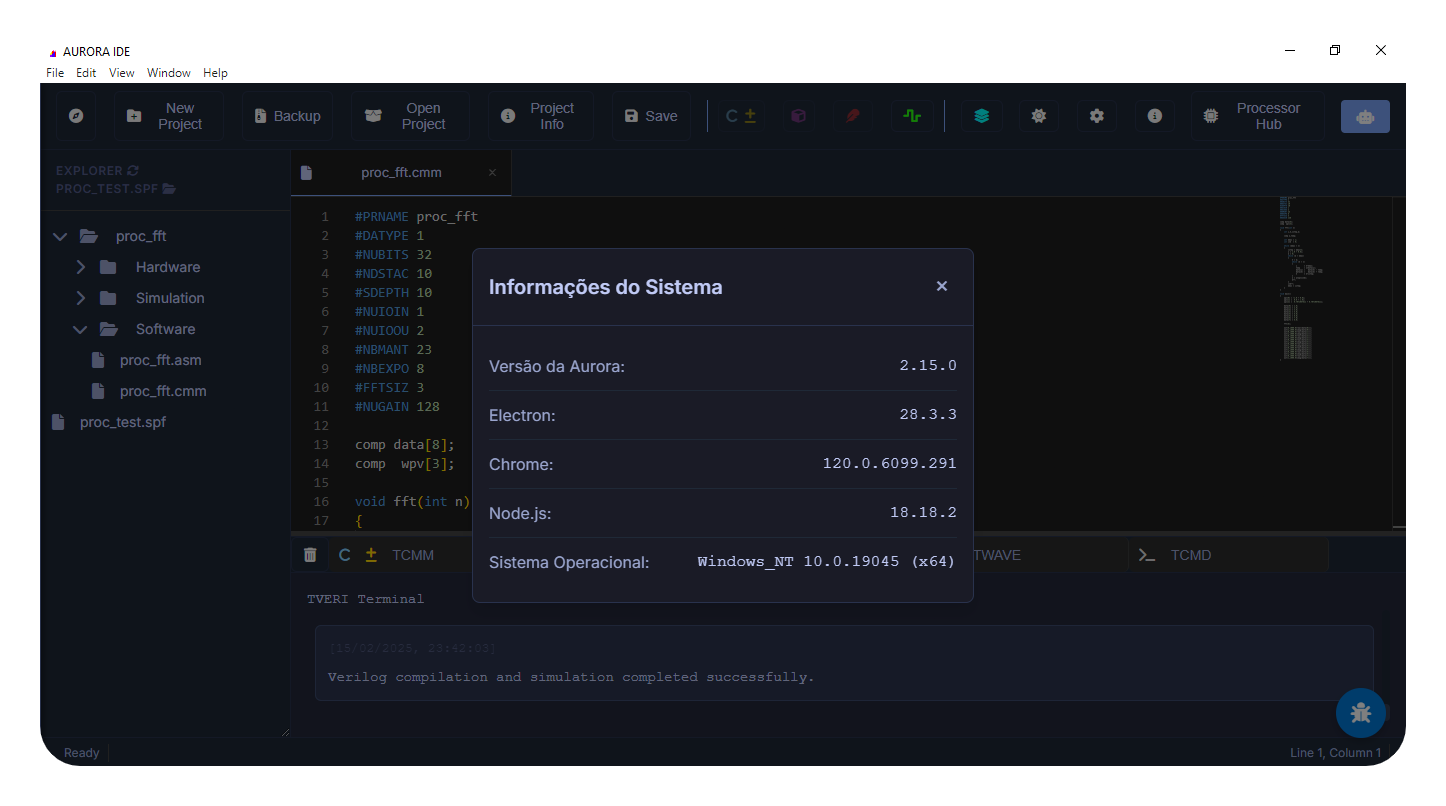 AURORA IDE
File Edit View Window Help
New Project
Backup
Open Project
Project Info
Save
C ±
Processor Hub
EXPLORER
PROC_TEST.SPF
proc_fft
Hardware
Simulation
Software
proc_fft.asm
proc_fft.cmm
proc_test.spf
proc_fft.cmm ×
1 #PRNAME proc_fft
2 #DATYPE 1
3 #NUBITS 32
4 #NDSTAC 10
5 #SDEPTH 10
6 #NUIOIN 1
7 #NUIOOU 2
8 #NBMANT 23
9 #NBEXPO 8
10 #FFTSIZ 3
11 #NUGAIN 128
12
13 comp data[8];
14 comp  wpv[3];
15
16 void fft(int n)
17 {
Informações do Sistema ×
Versão da Aurora: 2.15.0
Electron: 28.3.3
Chrome: 120.0.6099.291
Node.js: 18.18.2
Sistema Operacional: Windows_NT 10.0.19045 (x64)
C ± TCMM
TWAVE
TCMD
TVERI Terminal
[15/02/2025, 23:42:03]
Verilog compilation and simulation completed successfully.
Ready
Line 1, Column 1